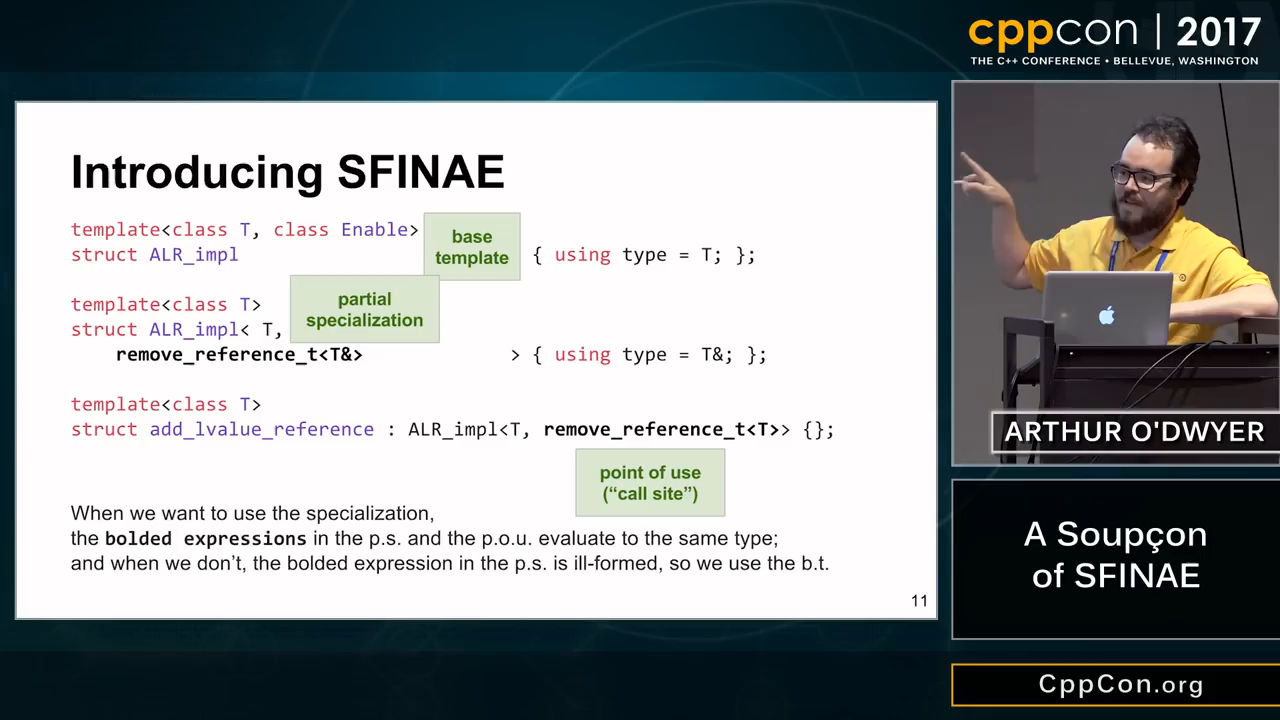 cppcon | 2017
THE C++ CONFERENCE • BELLEVUE, WASHINGTON
Introducing SFINAE
template<class T, class Enable>
struct ALR_impl { using type = T; };
base
template
template<class T>
struct ALR_impl< T,
partial
specialization
remove_reference_t<T&> > { using type = T&; };
template<class T>
struct add_lvalue_reference : ALR_impl<T, remove_reference_t<T>> {};
point of use
(“call site”)
When we want to use the specialization,
the bolded expressions in the p.s. and the p.o.u. evaluate to the same type;
and when we don’t, the bolded expression in the p.s. is ill-formed, so we use the b.t.
11
ARTHUR O'DWYER
A Soupçon
of SFINAE
CppCon.org